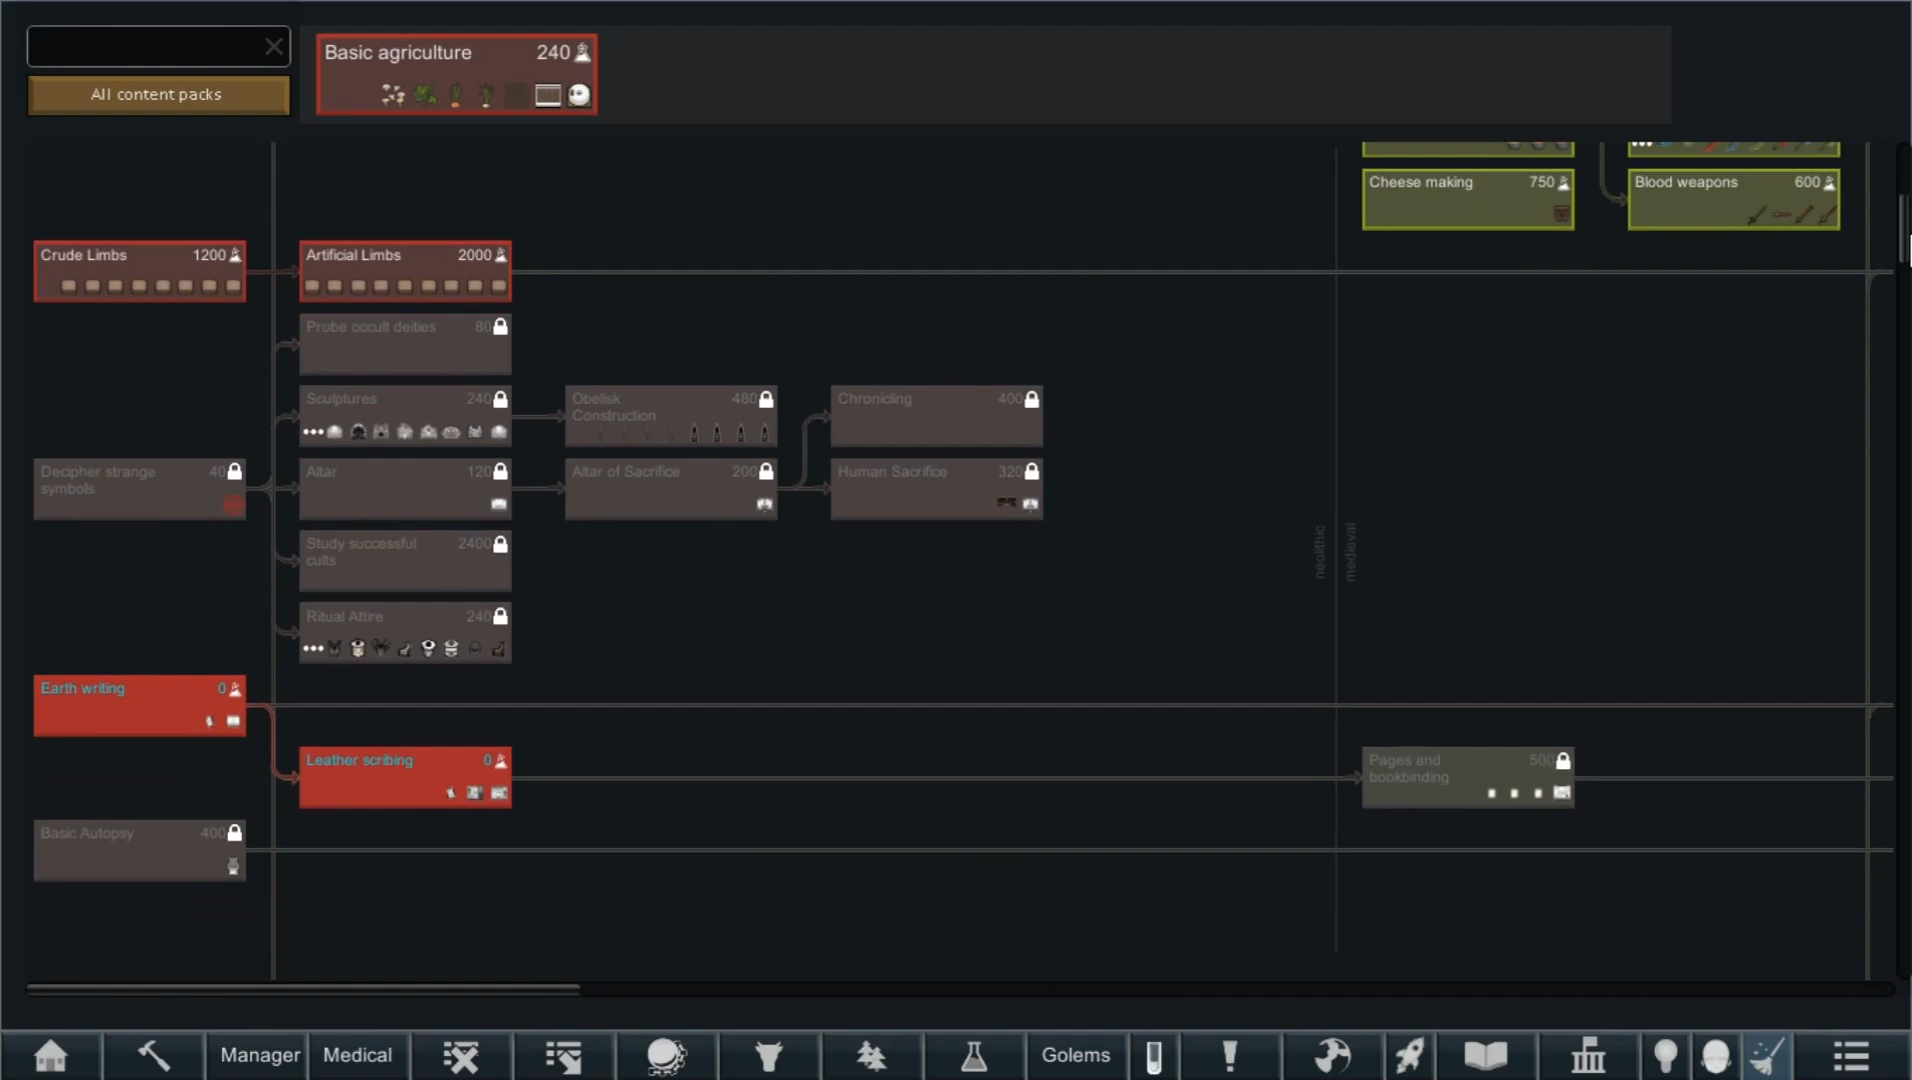 Basic agriculture 240
All content packs
Cheese making 750
Blood weapons 600
Crude Limbs 1200
Artificial Limbs 2000
Probe occult deities 80
Sculptures 240
Obelisk 480
Construction
Chronicling 400
Decipher strange 40
symbols
Altar 120
Altar of Sacrifice 200
Human Sacrifice 320
Study successful 2400
cults
neolithic
medieval
Ritual Attire 240
Earth writing 0
Leather scribing 0
Pages and 500
bookbinding
Basic Autopsy 400
Manager
Medical
Golems